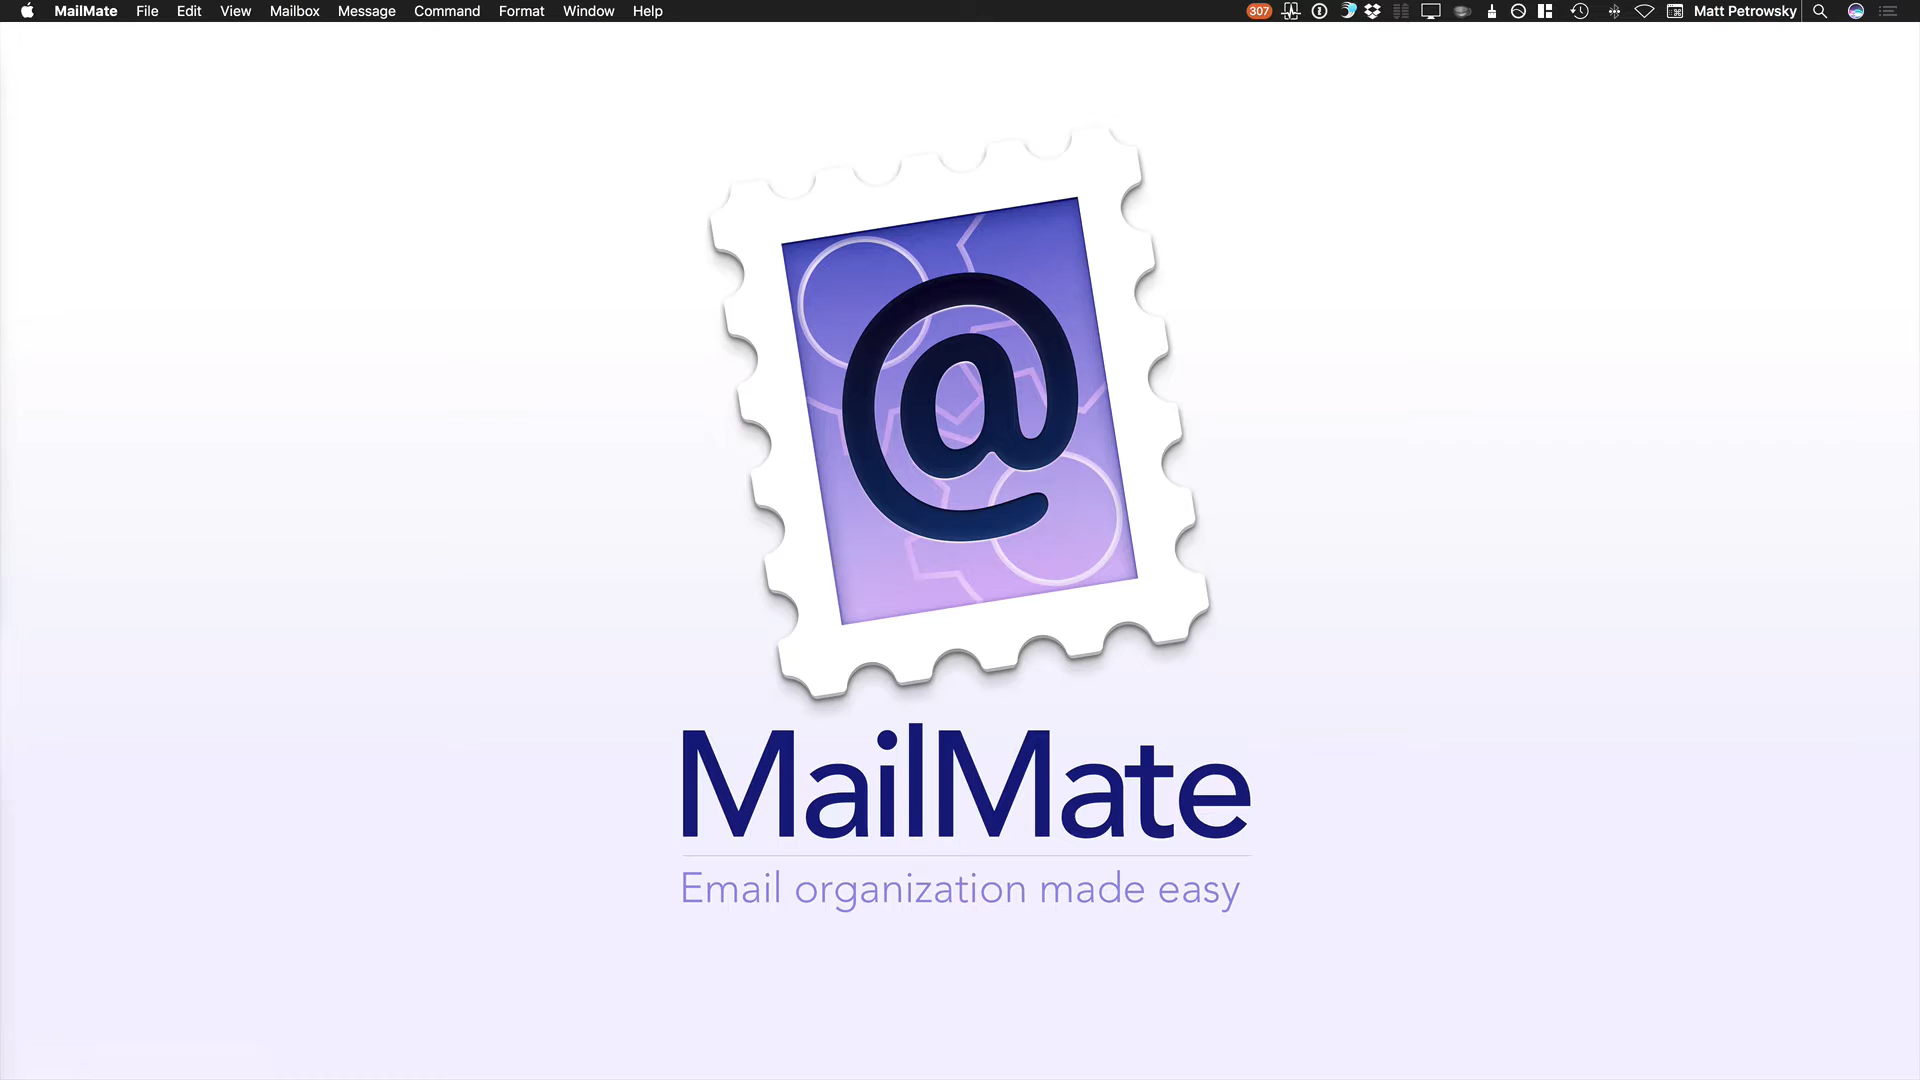 MailMate File Edit View Mailbox Message Command Format Window Help 307 Matt Petrowsky
@
MailMate
Email organization made easy